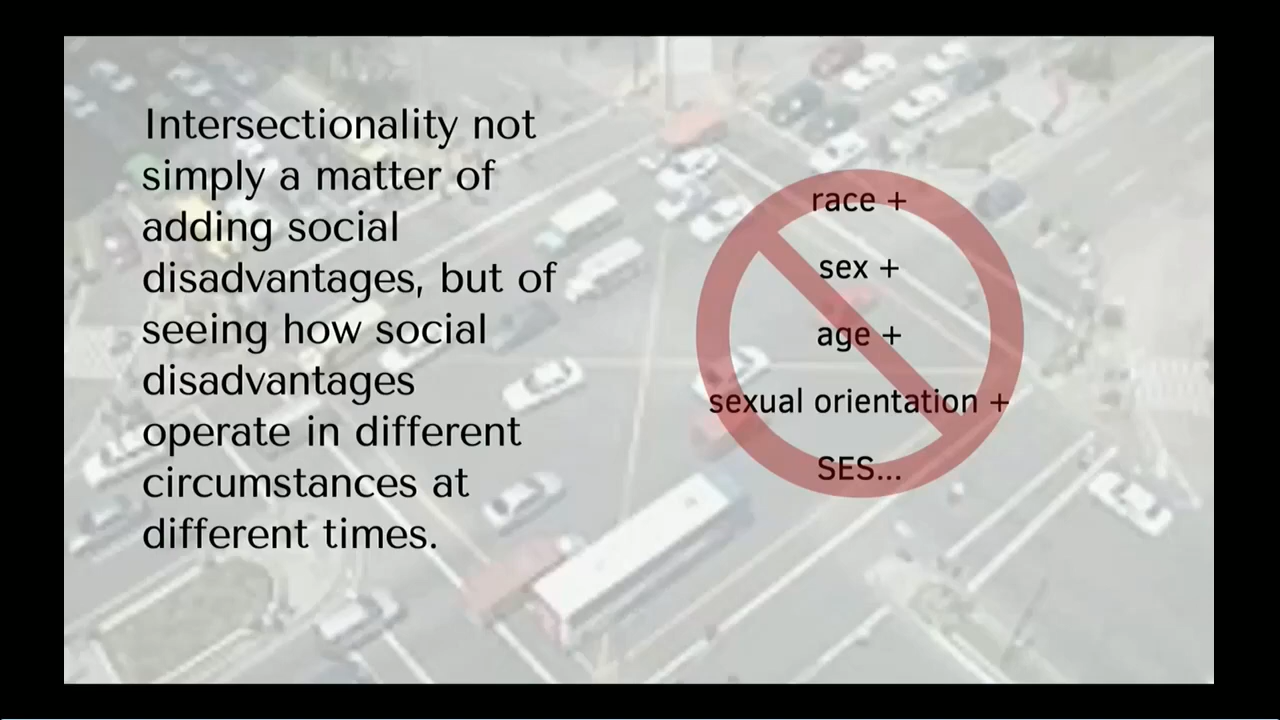 Intersectionality not
simply a matter of
adding social
disadvantages, but of
seeing how social
disadvantages
operate in different
circumstances at
different times.
race +
sex +
age +
sexual orientation +
SES...